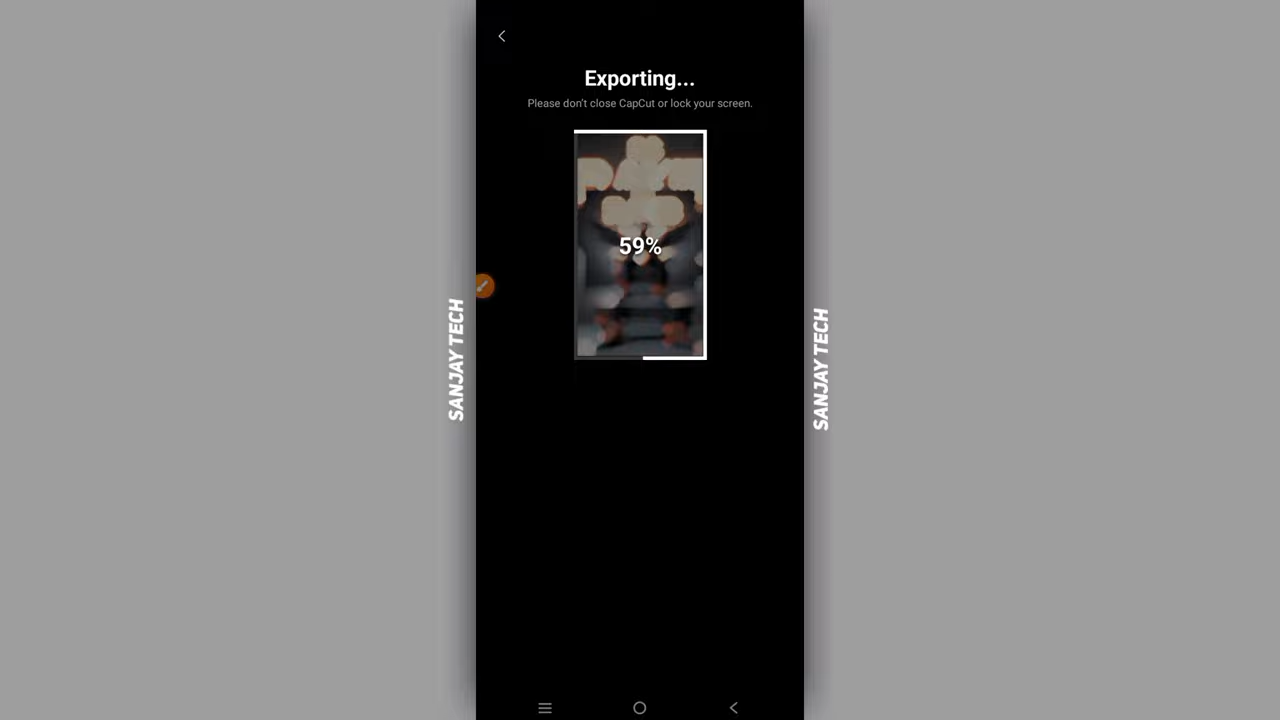 Exporting...
Please don't close CapCut or lock your screen.
59%
SANJAY TECH
SANJAY TECH